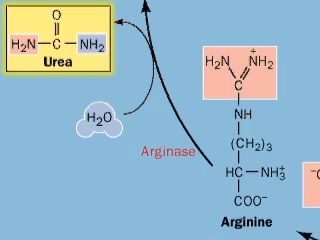 O
H₂N—C—NH₂
Urea
H₂O
Arginase
H₂N NH₂⁺
C
NH
(CH₂)₃
HC—NH₃⁺
COO⁻
Arginine
⁻O